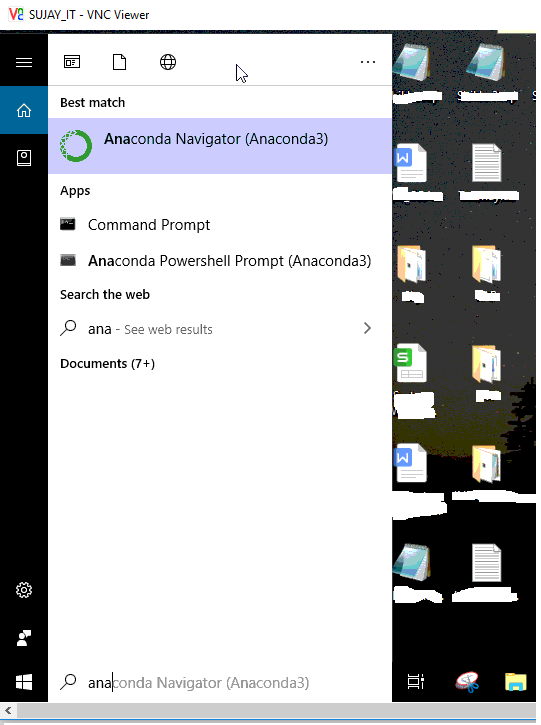 SUJAY_IT - VNC Viewer
Best match
Anaconda Navigator (Anaconda3)
Apps
Command Prompt
Anaconda Powershell Prompt (Anaconda3)
Search the web
ana - See web results
Documents (7+)
anaconda Navigator (Anaconda3)